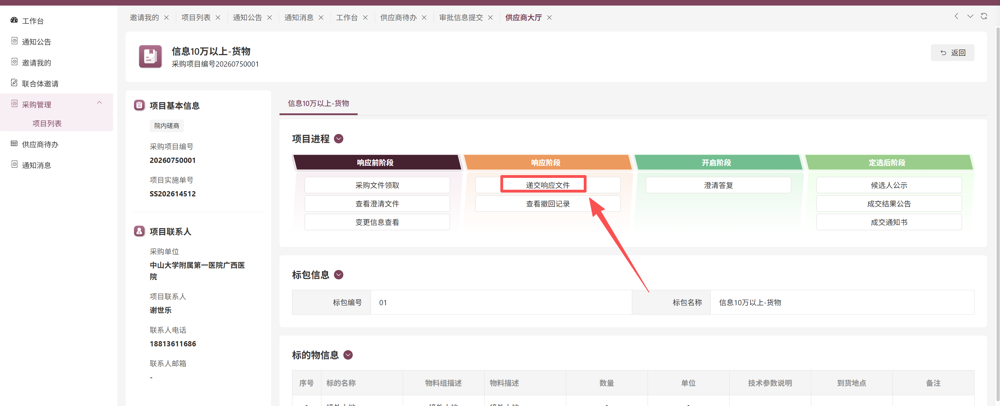 工作台
通知公告
邀请我的
联合体邀请
采购管理
项目列表
供应商待办
通知消息
邀请我的 项目列表 通知公告 通知消息 工作台 供应商待办 审批信息提交 供应商大厅
信息10万以上-货物
采购项目编号20260750001
返回
项目基本信息
院内磋商
采购项目编号
20260750001
项目实施单号
SS202614512
项目联系人
采购单位
中山大学附属第一医院广西医
院
项目联系人
谢世乐
联系人电话
18813611686
联系人邮箱
-
信息10万以上-货物
项目进程
响应前阶段 响应阶段 开启阶段 定选后阶段
采购文件领取 递交响应文件 澄清答复 候选人公示
查看澄清文件 查看撤回记录 成交结果公告
变更信息查看 成交通知书
标包信息
标包编号 01 标包名称 信息10万以上-货物
标的物信息
序号 标的名称 物料组描述 物料描述 数量 单位 技术参数说明 到货地点 备注